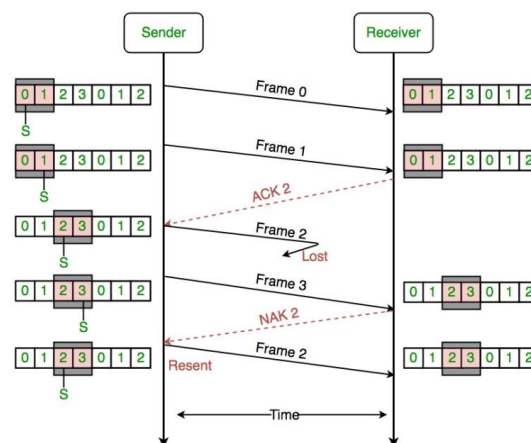 Sender
Receiver
0 1 2 3 0 1 2
S
Frame 0
0 1 2 3 0 1 2
0 1 2 3 0 1 2
S
Frame 1
0 1 2 3 0 1 2
ACK 2
0 1 2 3 0 1 2
S
Frame 2
Lost
0 1 2 3 0 1 2
S
Frame 3
0 1 2 3 0 1 2
NAK 2
0 1 2 3 0 1 2
S
Resent
Frame 2
0 1 2 3 0 1 2
Time